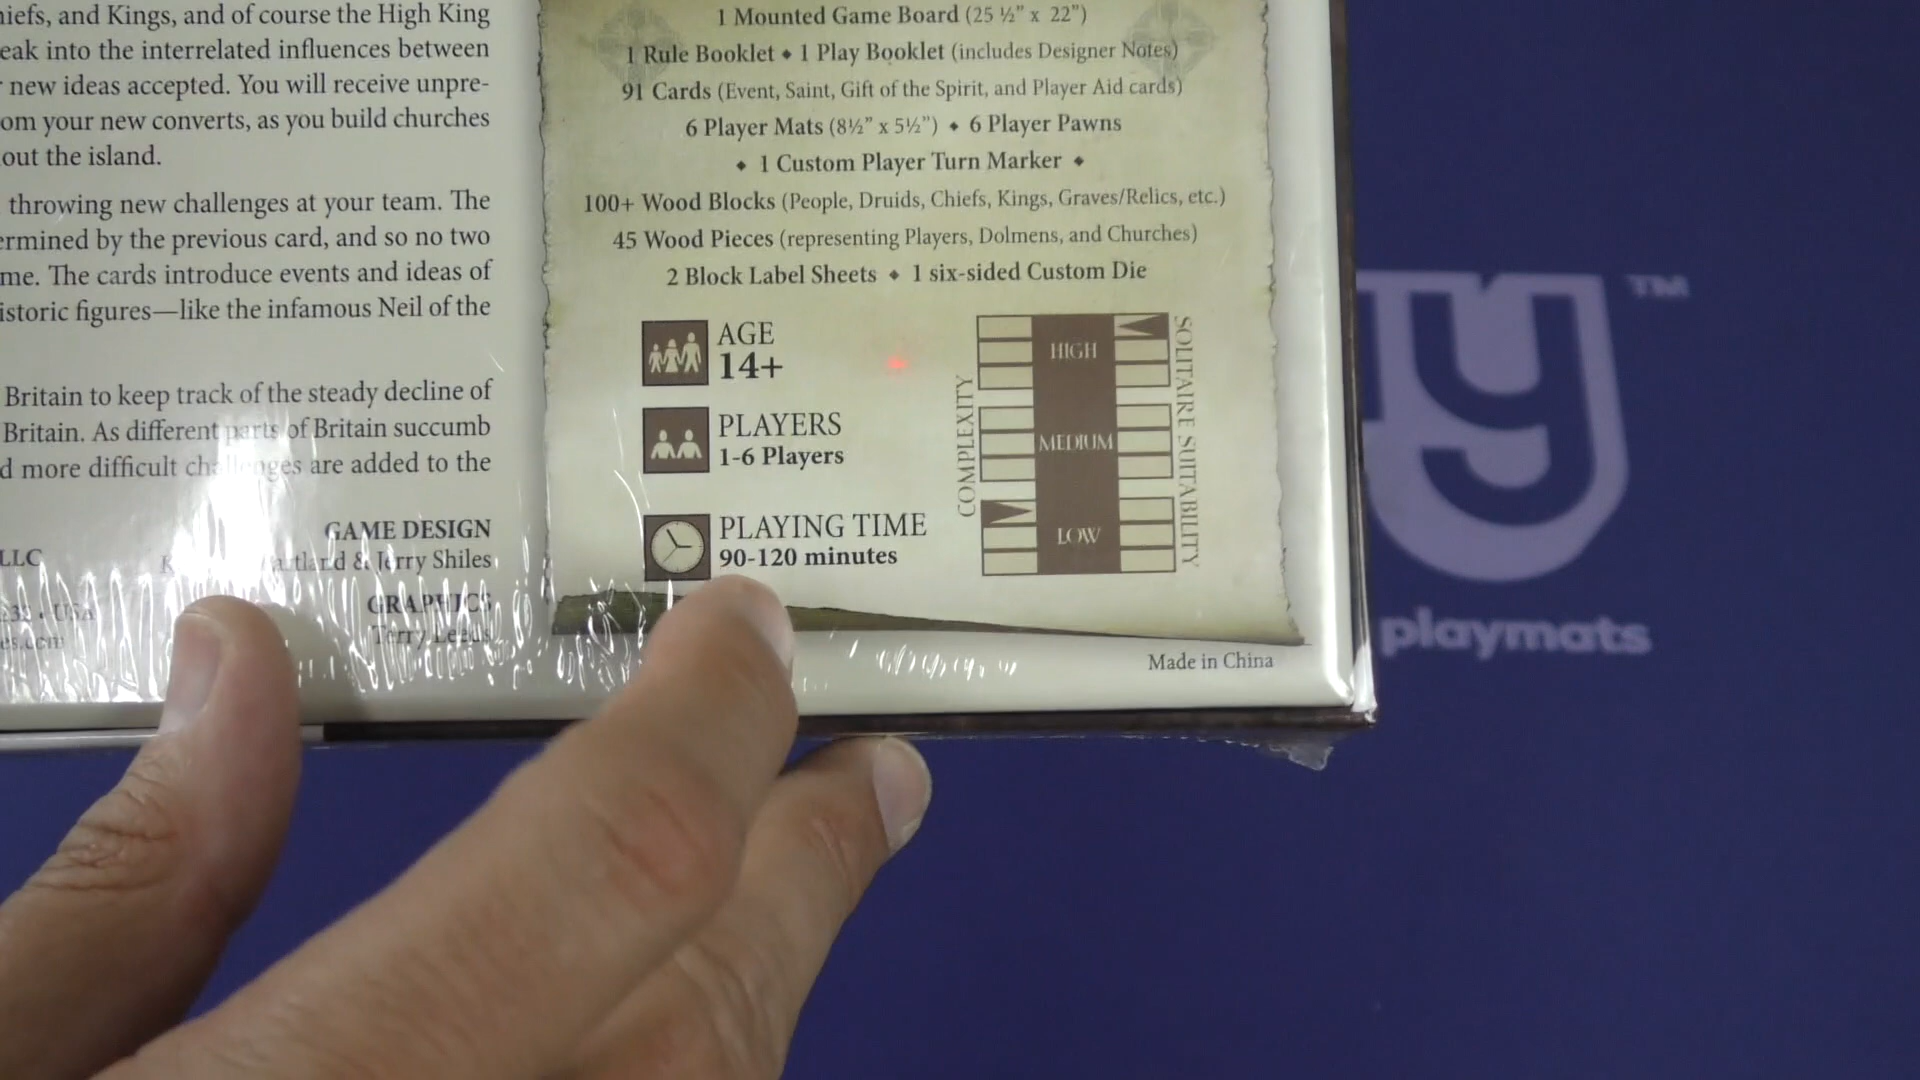 iefs, and Kings, and of course the High King
eak into the interrelated influences between
new ideas accepted. You will receive unpre-
om your new converts, as you build churches
out the island.
throwing new challenges at your team. The
ermined by the previous card, and so no two
me. The cards introduce events and ideas of
istoric figures—like the infamous Neil of the
Britain to keep track of the steady decline of
Britain. As different parts of Britain succumb
d more difficult challenges are added to the
GAME DESIGN
LLC
artland & Jerry Shiles
USA
GRAPHICS
es.com
Terry Leeds
1 Mounted Game Board (25 ½” x 22”)
1 Rule Booklet ♦ 1 Play Booklet (includes Designer Notes)
91 Cards (Event, Saint, Gift of the Spirit, and Player Aid cards)
6 Player Mats (8½” x 5½”) ♦ 6 Player Pawns
♦ 1 Custom Player Turn Marker ♦
100+ Wood Blocks (People, Druids, Chiefs, Kings, Graves/Relics, etc.)
45 Wood Pieces (representing Players, Dolmens, and Churches)
2 Block Label Sheets ♦ 1 six-sided Custom Die
AGE
14+
PLAYERS
1-6 Players
PLAYING TIME
90-120 minutes
COMPLEXITY
HIGH
MEDIUM
LOW
SOLITAIRE SUITABILITY
Made in China
TM
playmats